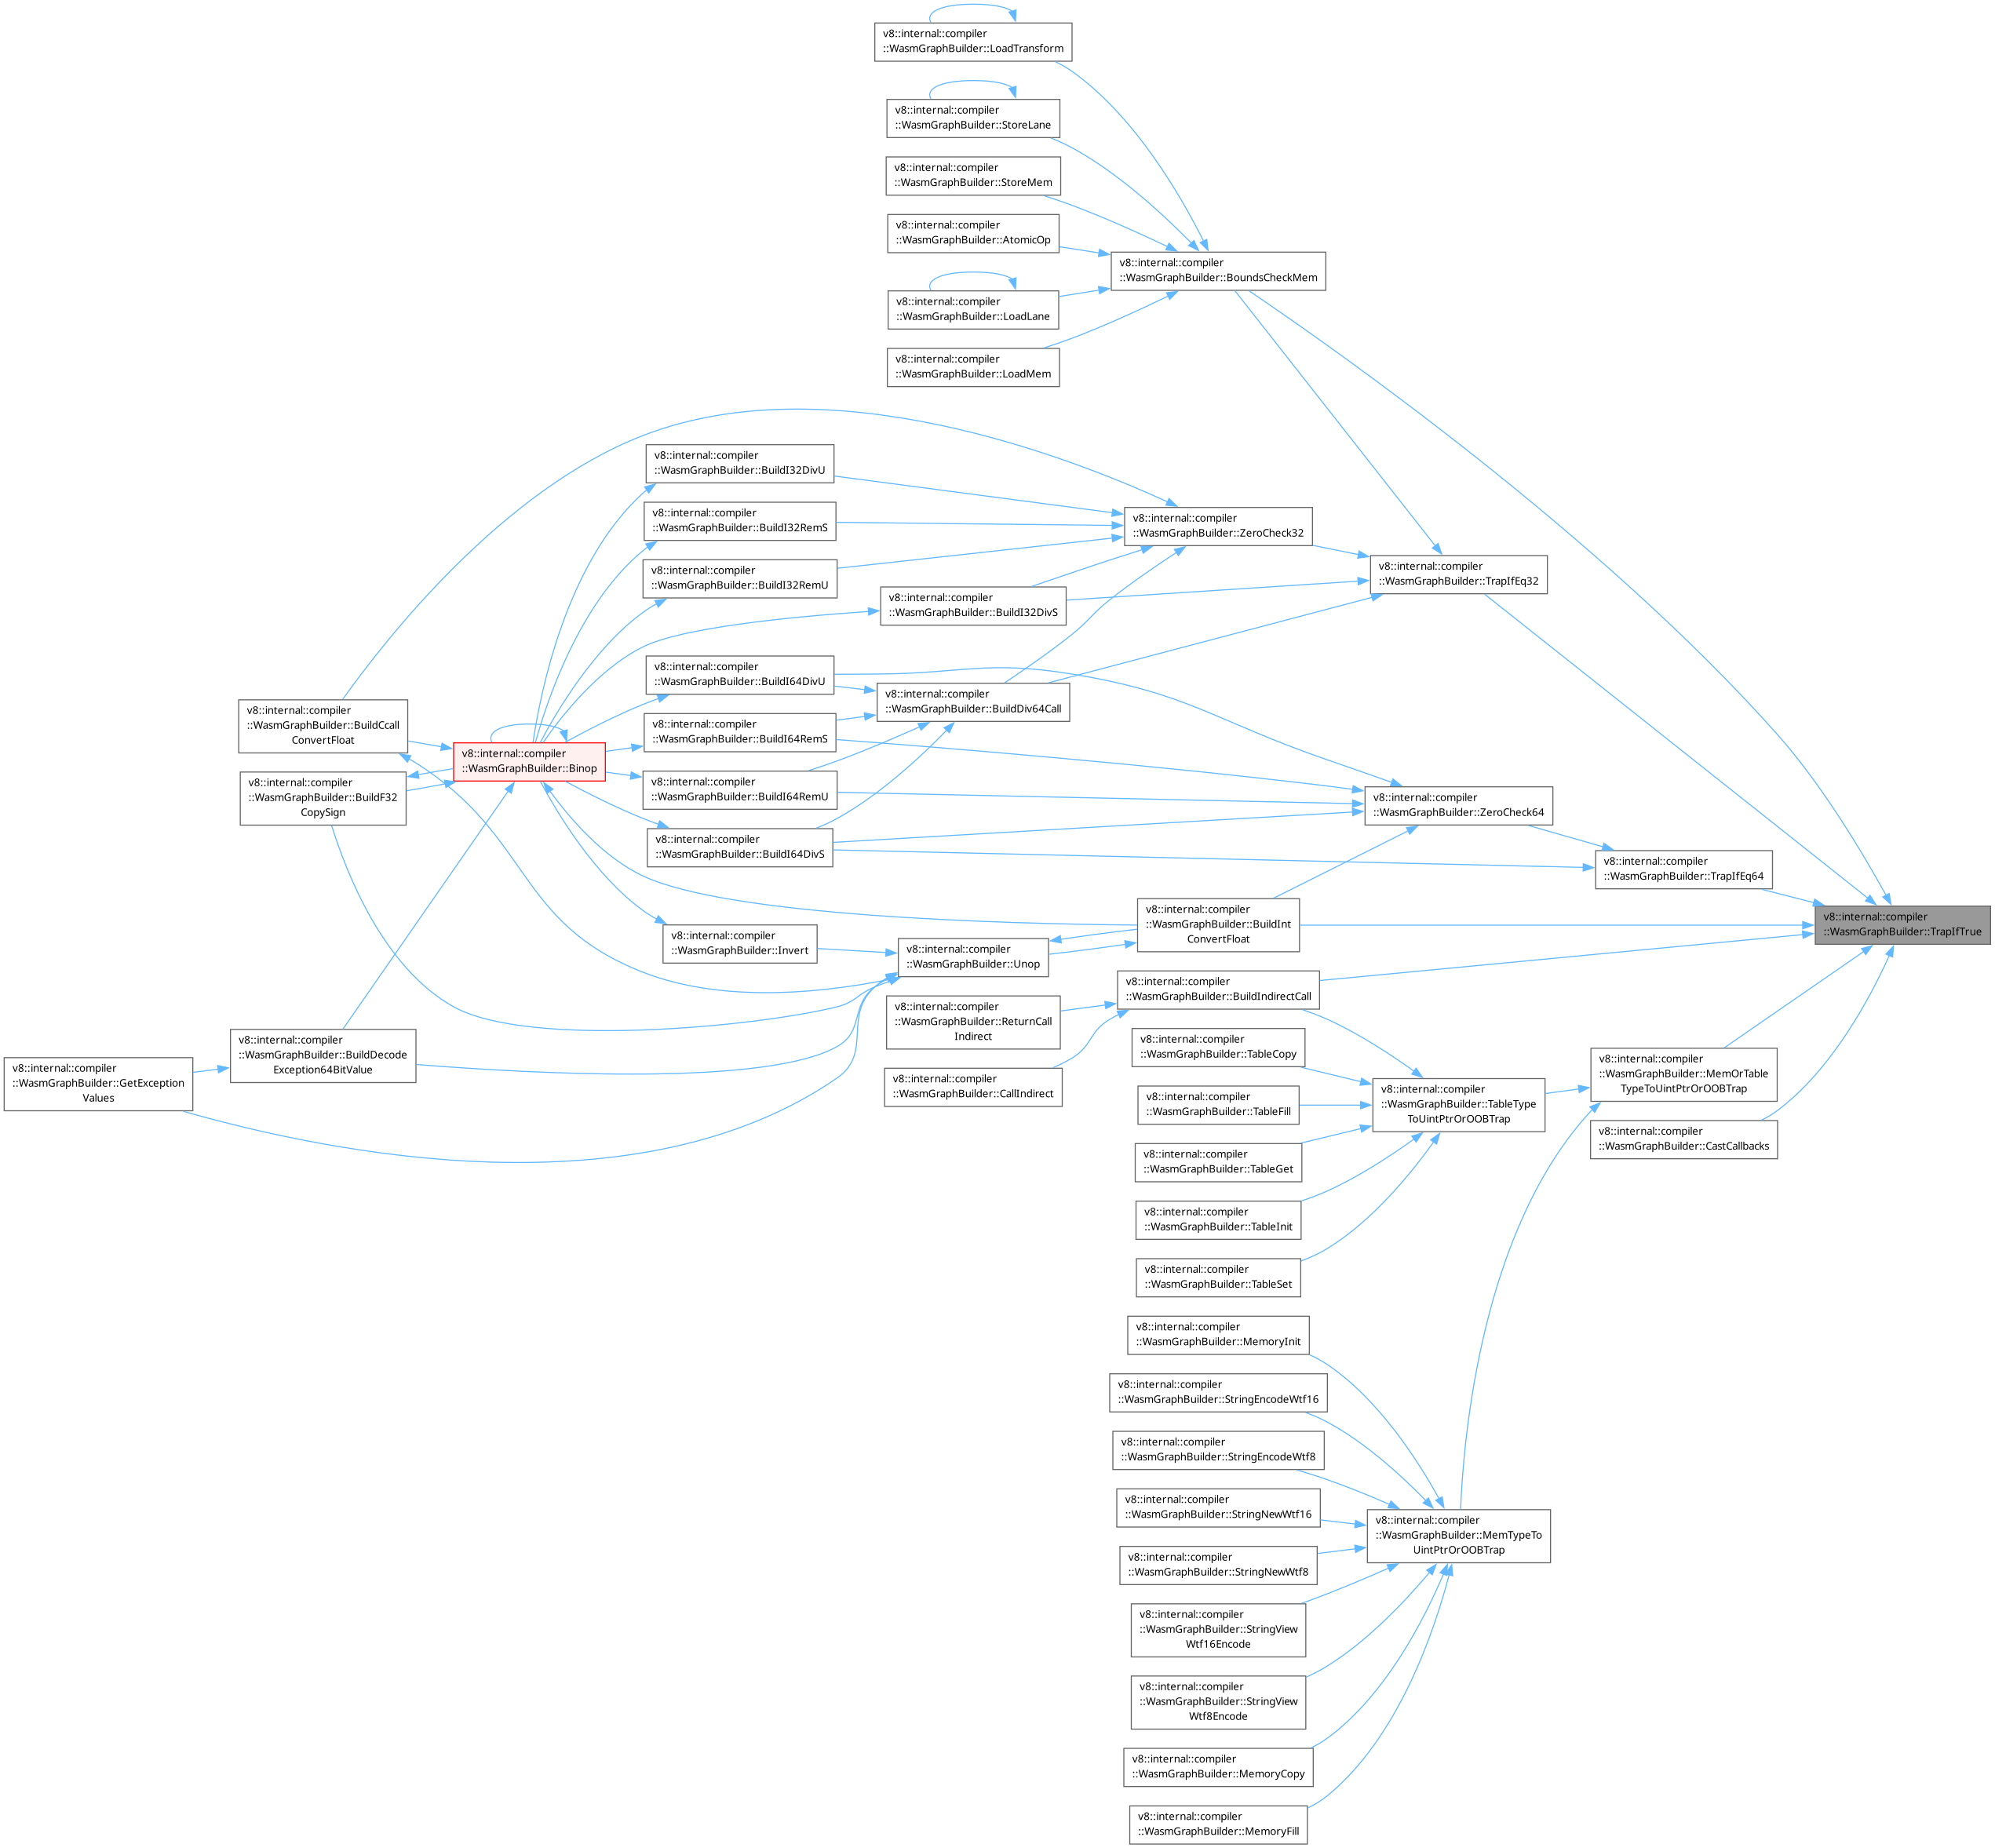 v8::internal::compiler
::WasmGraphBuilder::LoadTransform
v8::internal::compiler
::WasmGraphBuilder::StoreLane
v8::internal::compiler
::WasmGraphBuilder::StoreMem
v8::internal::compiler
::WasmGraphBuilder::AtomicOp
v8::internal::compiler
::WasmGraphBuilder::BoundsCheckMem
v8::internal::compiler
::WasmGraphBuilder::LoadLane
v8::internal::compiler
::WasmGraphBuilder::LoadMem
v8::internal::compiler
::WasmGraphBuilder::BuildI32DivU
v8::internal::compiler
::WasmGraphBuilder::BuildI32RemS
v8::internal::compiler
::WasmGraphBuilder::ZeroCheck32
v8::internal::compiler
::WasmGraphBuilder::BuildI32RemU
v8::internal::compiler
::WasmGraphBuilder::TrapIfEq32
v8::internal::compiler
::WasmGraphBuilder::BuildI32DivS
v8::internal::compiler
::WasmGraphBuilder::BuildI64DivU
v8::internal::compiler
::WasmGraphBuilder::BuildDiv64Call
v8::internal::compiler
::WasmGraphBuilder::BuildCcall
ConvertFloat
v8::internal::compiler
::WasmGraphBuilder::BuildI64RemS
v8::internal::compiler
::WasmGraphBuilder::Binop
v8::internal::compiler
::WasmGraphBuilder::BuildF32
CopySign
v8::internal::compiler
::WasmGraphBuilder::BuildI64RemU
v8::internal::compiler
::WasmGraphBuilder::ZeroCheck64
v8::internal::compiler
::WasmGraphBuilder::BuildI64DivS
v8::internal::compiler
::WasmGraphBuilder::TrapIfEq64
v8::internal::compiler
::WasmGraphBuilder::BuildInt
ConvertFloat
v8::internal::compiler
::WasmGraphBuilder::TrapIfTrue
v8::internal::compiler
::WasmGraphBuilder::Invert
v8::internal::compiler
::WasmGraphBuilder::Unop
v8::internal::compiler
::WasmGraphBuilder::BuildIndirectCall
v8::internal::compiler
::WasmGraphBuilder::ReturnCall
Indirect
v8::internal::compiler
::WasmGraphBuilder::BuildDecode
Exception64BitValue
v8::internal::compiler
::WasmGraphBuilder::TableCopy
v8::internal::compiler
::WasmGraphBuilder::MemOrTable
TypeToUintPtrOrOOBTrap
v8::internal::compiler
::WasmGraphBuilder::GetException
Values
v8::internal::compiler
::WasmGraphBuilder::CallIndirect
v8::internal::compiler
::WasmGraphBuilder::TableType
ToUintPtrOrOOBTrap
v8::internal::compiler
::WasmGraphBuilder::TableFill
v8::internal::compiler
::WasmGraphBuilder::CastCallbacks
v8::internal::compiler
::WasmGraphBuilder::TableGet
v8::internal::compiler
::WasmGraphBuilder::TableInit
v8::internal::compiler
::WasmGraphBuilder::TableSet
v8::internal::compiler
::WasmGraphBuilder::MemoryInit
v8::internal::compiler
::WasmGraphBuilder::StringEncodeWtf16
v8::internal::compiler
::WasmGraphBuilder::StringEncodeWtf8
v8::internal::compiler
::WasmGraphBuilder::StringNewWtf16
v8::internal::compiler
::WasmGraphBuilder::MemTypeTo
UintPtrOrOOBTrap
v8::internal::compiler
::WasmGraphBuilder::StringNewWtf8
v8::internal::compiler
::WasmGraphBuilder::StringView
Wtf16Encode
v8::internal::compiler
::WasmGraphBuilder::StringView
Wtf8Encode
v8::internal::compiler
::WasmGraphBuilder::MemoryCopy
v8::internal::compiler
::WasmGraphBuilder::MemoryFill